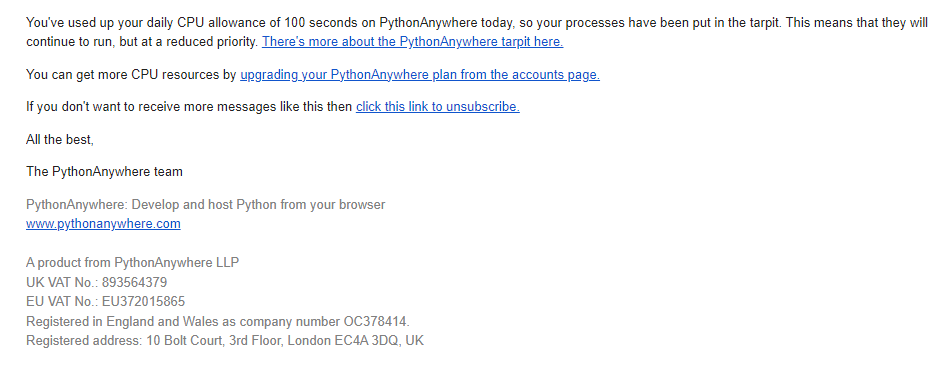 You've used up your daily CPU allowance of 100 seconds on PythonAnywhere today, so your processes have been put in the tarpit. This means that they will
continue to run, but at a reduced priority. There's more about the PythonAnywhere tarpit here.
You can get more CPU resources by upgrading your PythonAnywhere plan from the accounts page.
If you don't want to receive more messages like this then click this link to unsubscribe.
All the best,
The PythonAnywhere team
PythonAnywhere: Develop and host Python from your browser
www.pythonanywhere.com
A product from PythonAnywhere LLP
UK VAT No.: 893564379
EU VAT No.: EU372015865
Registered in England and Wales as company number OC378414.
Registered address: 10 Bolt Court, 3rd Floor, London EC4A 3DQ, UK